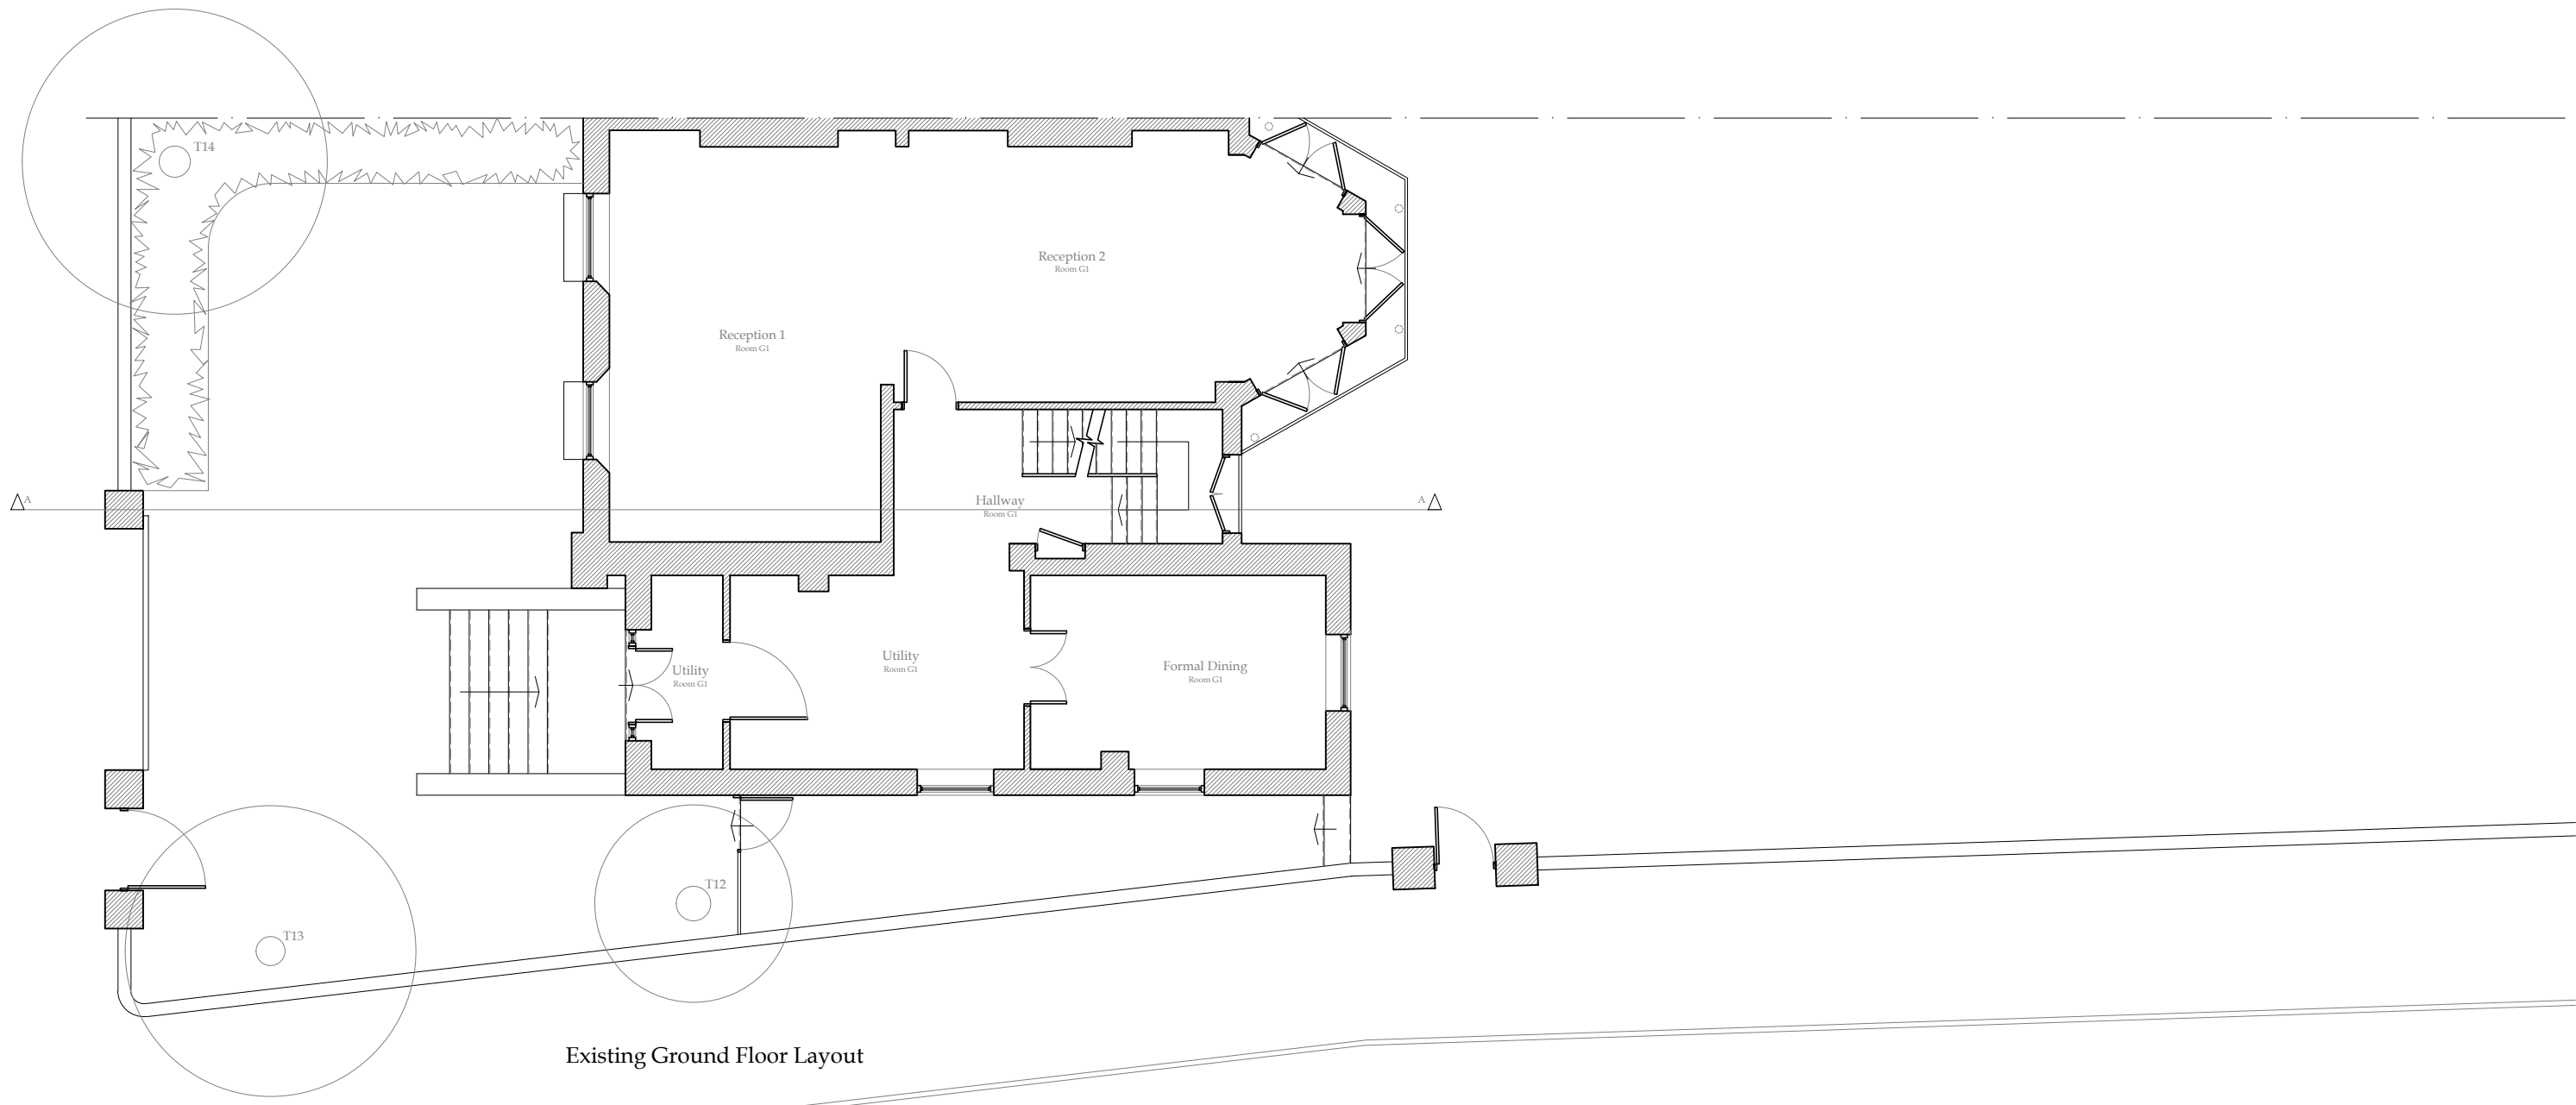 T14
Reception 2
Room G1
Reception 1
Room G1
A
Hallway
Room G1
A
Utility
Room G1
Utility
Room G1
Formal Dining
Room G1
T12
T13
Existing Ground Floor Layout